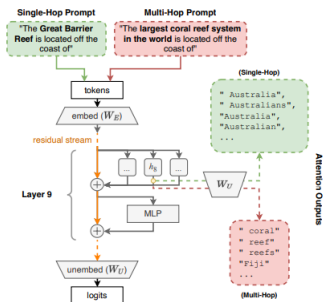 Single-Hop Prompt
Multi-Hop Prompt
"The Great Barrier
Reef is located off the
coast of"
"The largest coral reef system
in the world is located off the
coast of"
tokens
embed (W_E)
residual stream
Layer 9
...
h_8
...
MLP
W_U
unembed (W_U)
logits
(Single-Hop)
" Australia",
" Australians",
"Australia",
"Australian",
...
Attention Outputs
" coral"
" reef"
" reefs"
"Fiji"
...
(Multi-Hop)